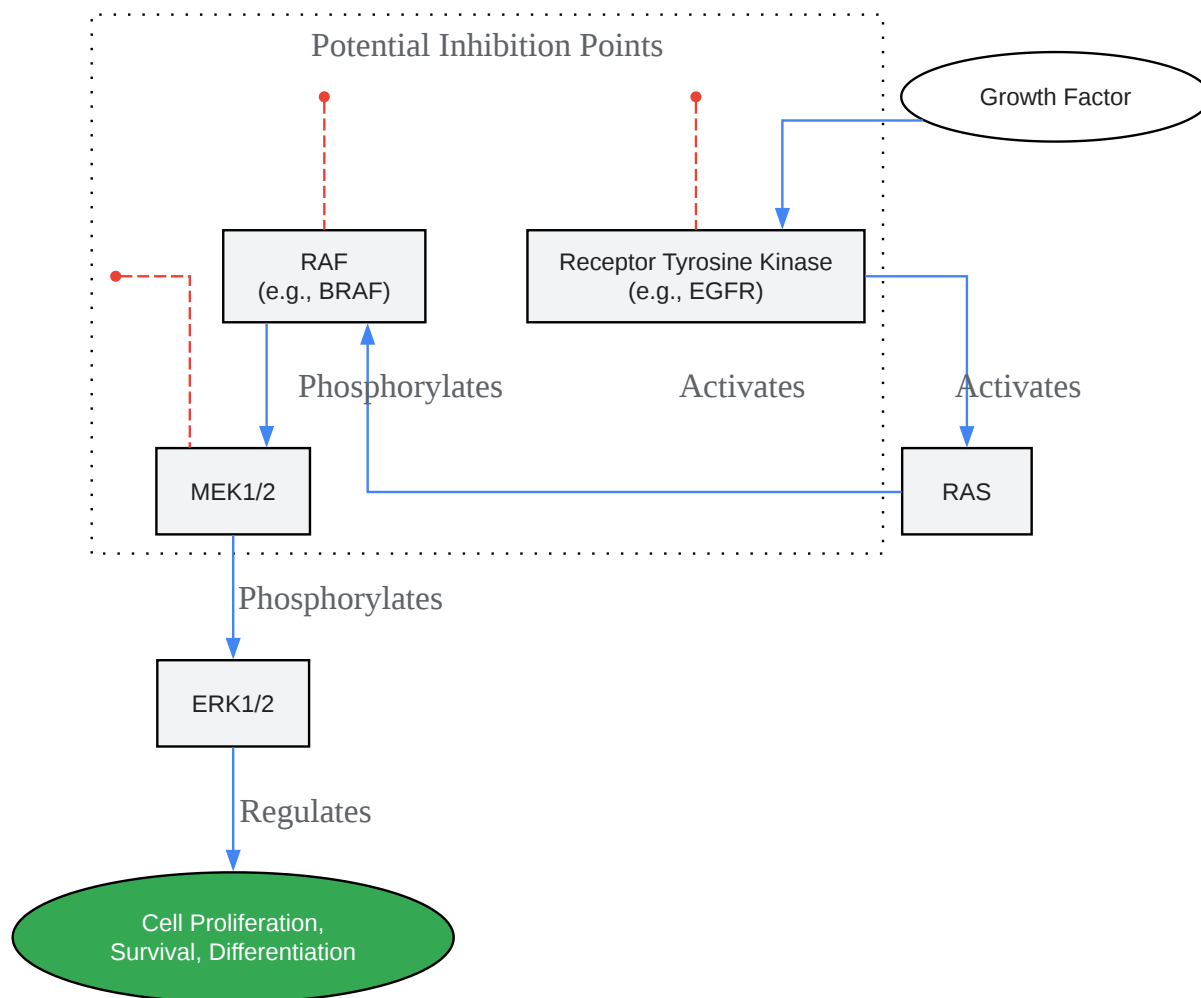 Potential Inhibition Points
Growth Factor
RAF
(e.g., BRAF)
Receptor Tyrosine Kinase
(e.g., EGFR)
Phosphorylates
Activates
Activates
MEK1/2
RAS
Phosphorylates
ERK1/2
Regulates
Cell Proliferation,
Survival, Differentiation